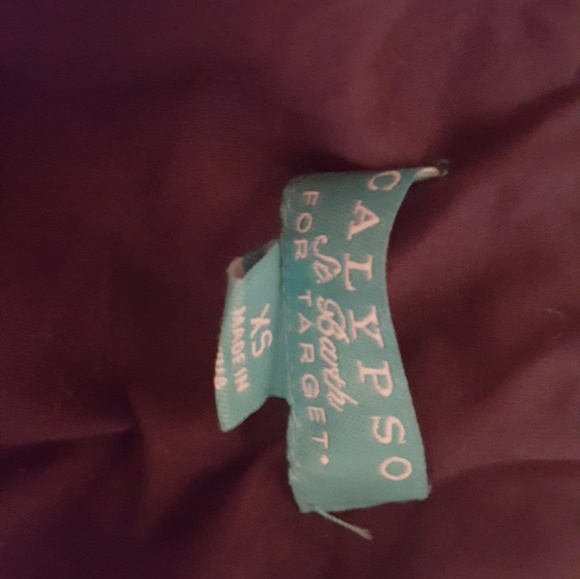 CALYPSO
St. Barth
FOR TARGET
XS
MADE IN